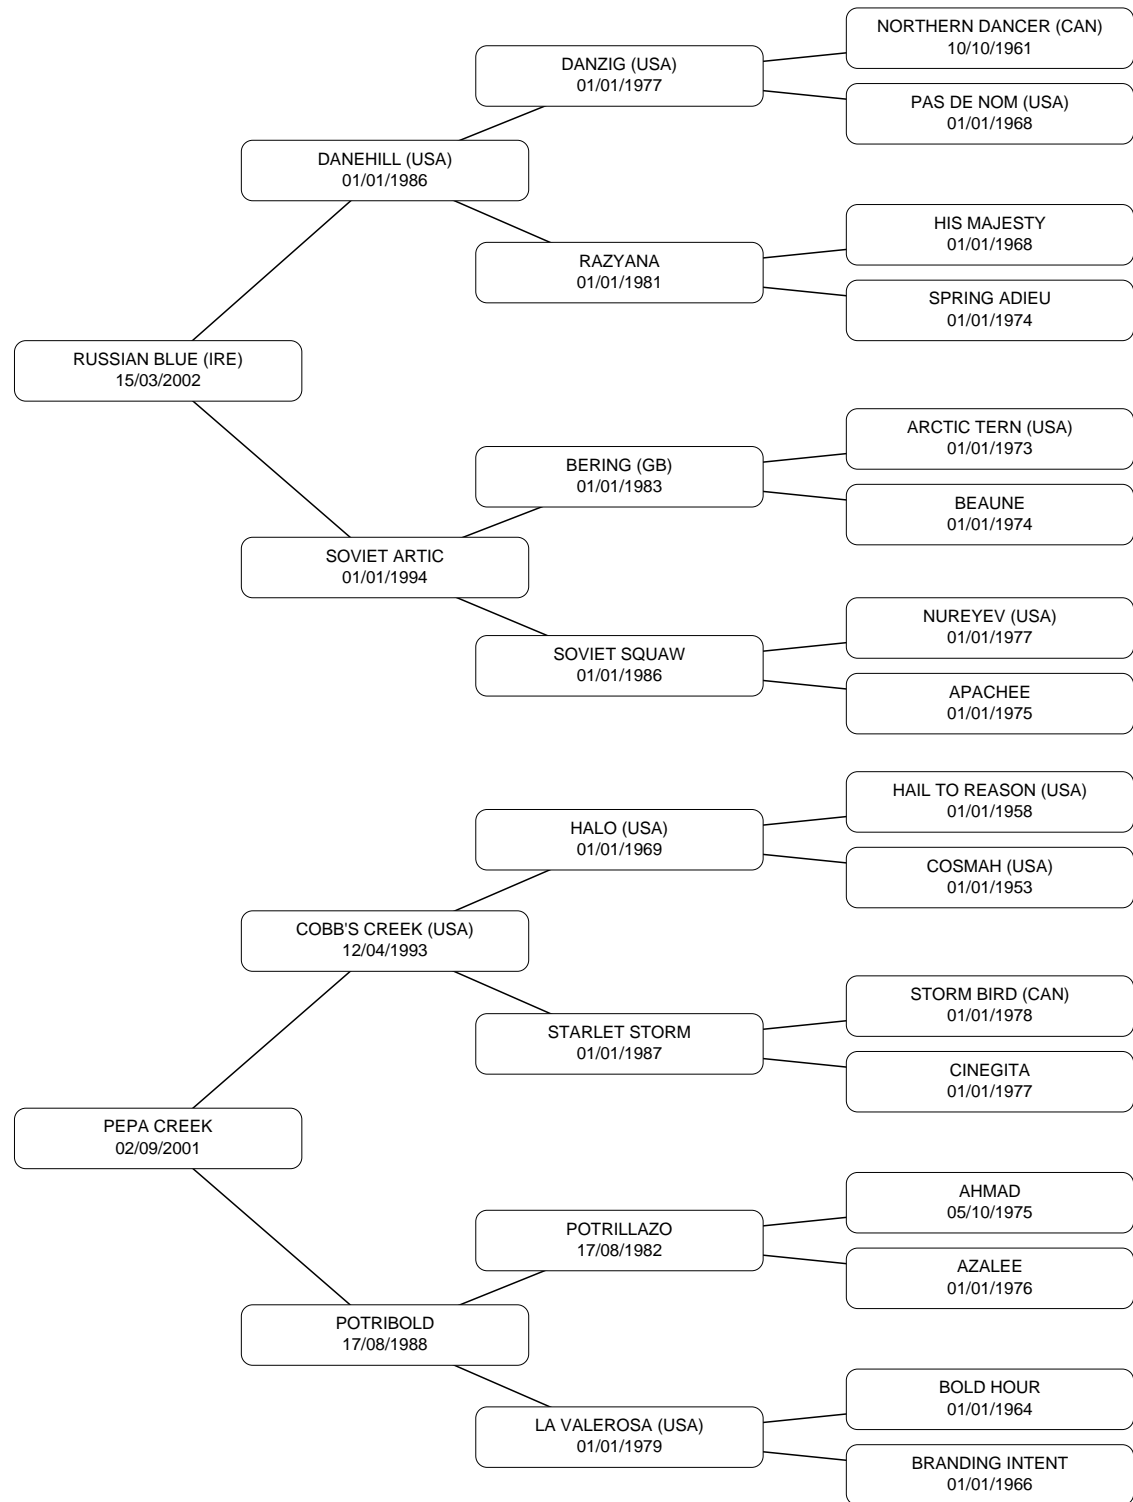 NORTHERN DANCER (CAN)
10/10/1961
DANZIG (USA)
01/01/1977
PAS DE NOM (USA)
01/01/1968
DANEHILL (USA)
01/01/1986
HIS MAJESTY
01/01/1968
RAZYANA
01/01/1981
SPRING ADIEU
01/01/1974
RUSSIAN BLUE (IRE)
15/03/2002
ARCTIC TERN (USA)
01/01/1973
BERING (GB)
01/01/1983
BEAUNE
01/01/1974
SOVIET ARTIC
01/01/1994
NUREYEV (USA)
01/01/1977
SOVIET SQUAW
01/01/1986
APACHEE
01/01/1975
HAIL TO REASON (USA)
01/01/1958
HALO (USA)
01/01/1969
COSMAH (USA)
01/01/1953
COBB'S CREEK (USA)
12/04/1993
STORM BIRD (CAN)
01/01/1978
STARLET STORM
01/01/1987
CINEGITA
01/01/1977
PEPA CREEK
02/09/2001
AHMAD
05/10/1975
POTRILLAZO
17/08/1982
AZALEE
01/01/1976
POTRIBOLD
17/08/1988
BOLD HOUR
01/01/1964
LA VALEROSA (USA)
01/01/1979
BRANDING INTENT
01/01/1966